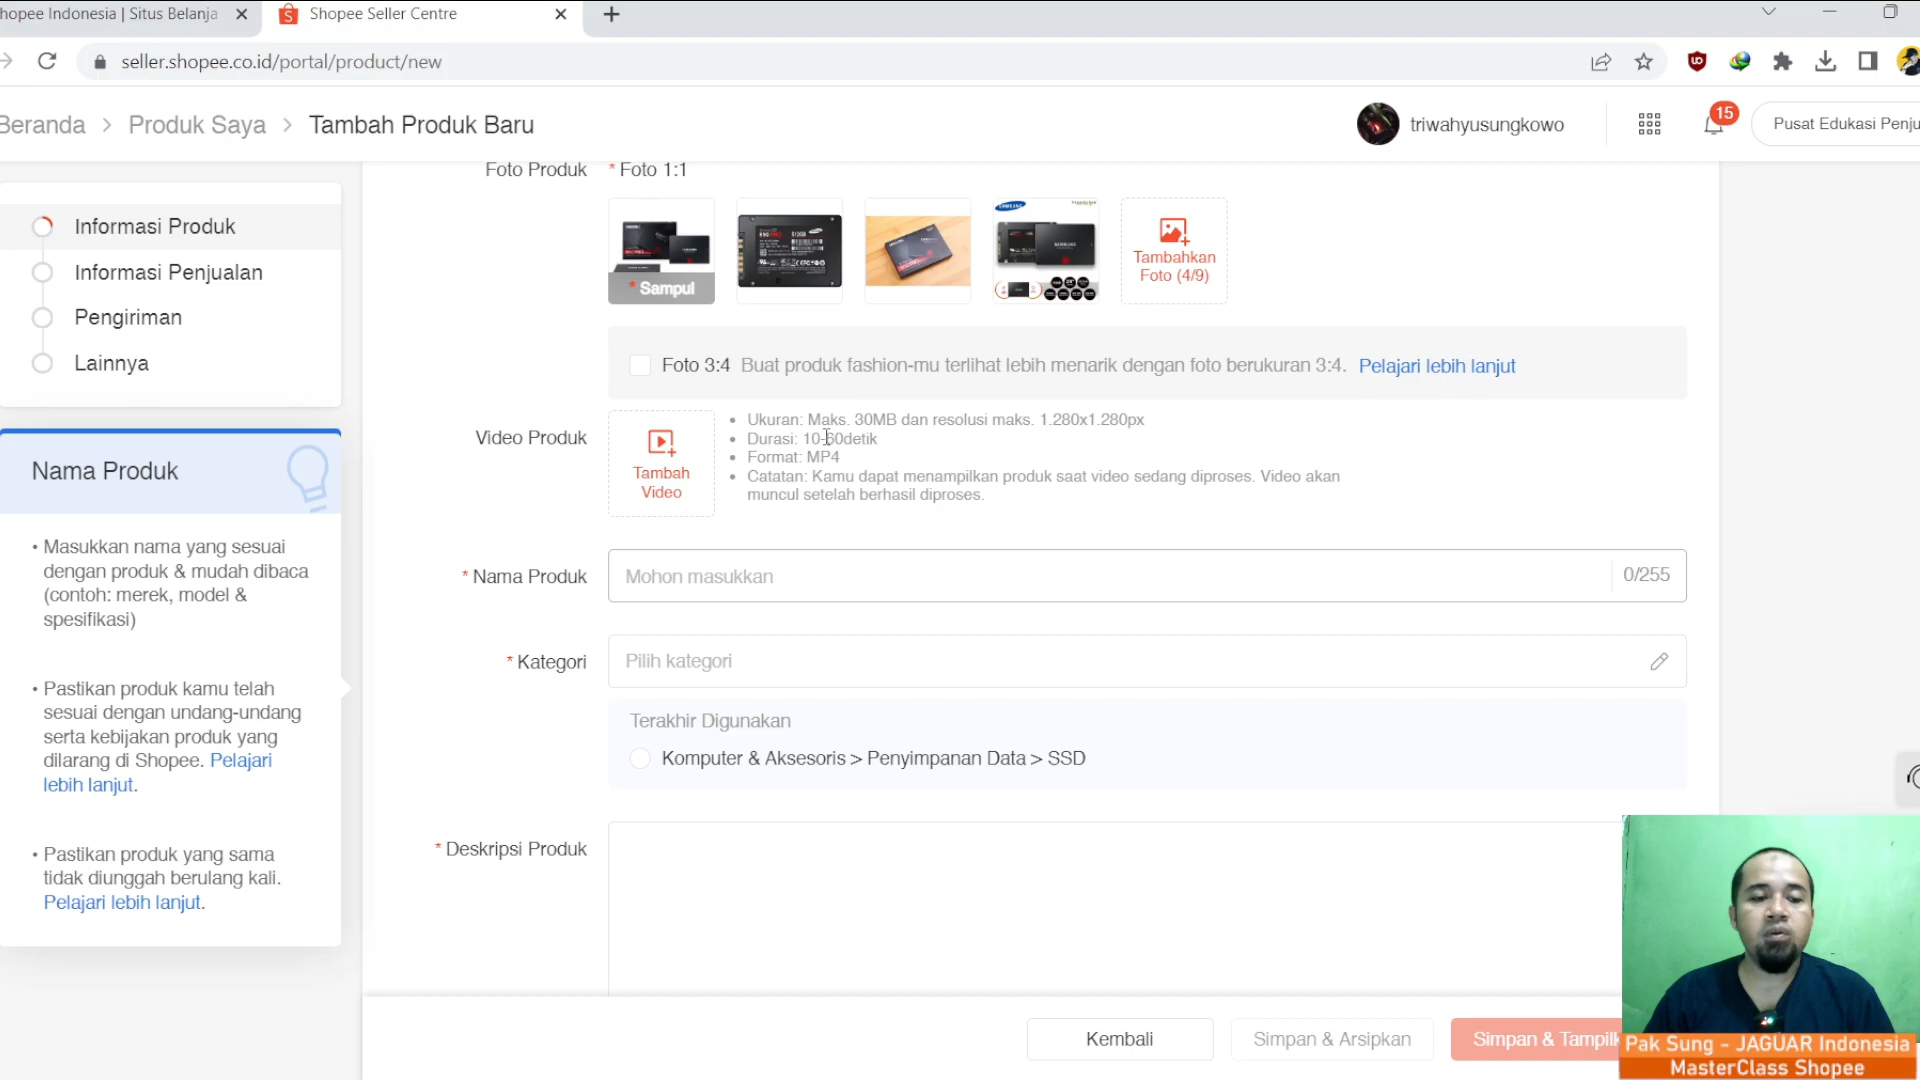 hopee Indonesia | Situs Belanja
Shopee Seller Centre
seller.shopee.co.id/portal/product/new
Beranda > Produk Saya > Tambah Produk Baru
triwahyusungkowo
15
Pusat Edukasi Penju
Informasi Produk
Informasi Penjualan
Pengiriman
Lainnya
Nama Produk
• Masukkan nama yang sesuai
dengan produk & mudah dibaca
(contoh: merek, model &
spesifikasi)
• Pastikan produk kamu telah
sesuai dengan undang-undang
serta kebijakan produk yang
dilarang di Shopee. Pelajari
lebih lanjut.
• Pastikan produk yang sama
tidak diunggah berulang kali.
Pelajari lebih lanjut.
Foto Produk
* Foto 1:1
* Sampul
SAMSUNG
Tambahkan
Foto (4/9)
Foto 3:4 Buat produk fashion-mu terlihat lebih menarik dengan foto berukuran 3:4. Pelajari lebih lanjut
Video Produk
Tambah
Video
• Ukuran: Maks. 30MB dan resolusi maks. 1.280x1.280px
• Durasi: 10-60detik
• Format: MP4
• Catatan: Kamu dapat menampilkan produk saat video sedang diproses. Video akan
muncul setelah berhasil diproses.
* Nama Produk
Mohon masukkan
0/255
* Kategori
Pilih kategori
Terakhir Digunakan
Komputer & Aksesoris > Penyimpanan Data > SSD
* Deskripsi Produk
Kembali
Simpan & Arsipkan
Simpan & Tampilk
Pak Sung - JAGUAR Indonesia
MasterClass Shopee